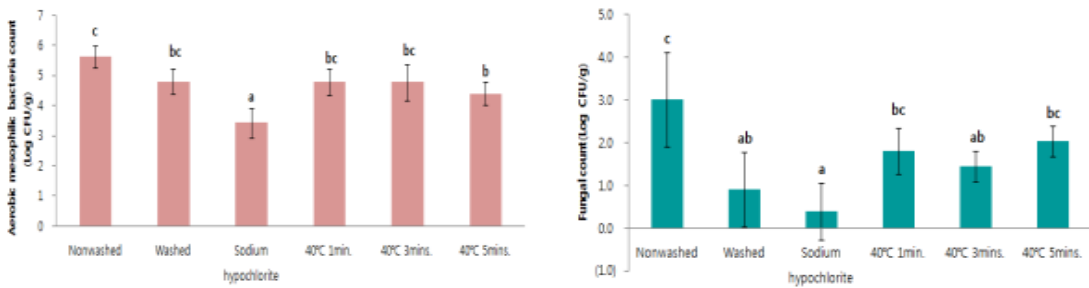 Aerobic mesophilic bacteria count
(Log CFU/g)
7
6
5
4
3
2
1
0
c
bc
a
bc
bc
b
Nonwashed
Washed
Sodium
hypochlorite
40°C 1min.
40°C 3mins.
40°C 5mins.
Fungal count(Log CFU/g)
5.0
4.0
3.0
2.0
1.0
0.0
(1.0)
c
ab
a
bc
ab
bc
Nonwashed
Washed
Sodium
hypochlorite
40°C 1min.
40°C 3mins.
40°C 5mins.